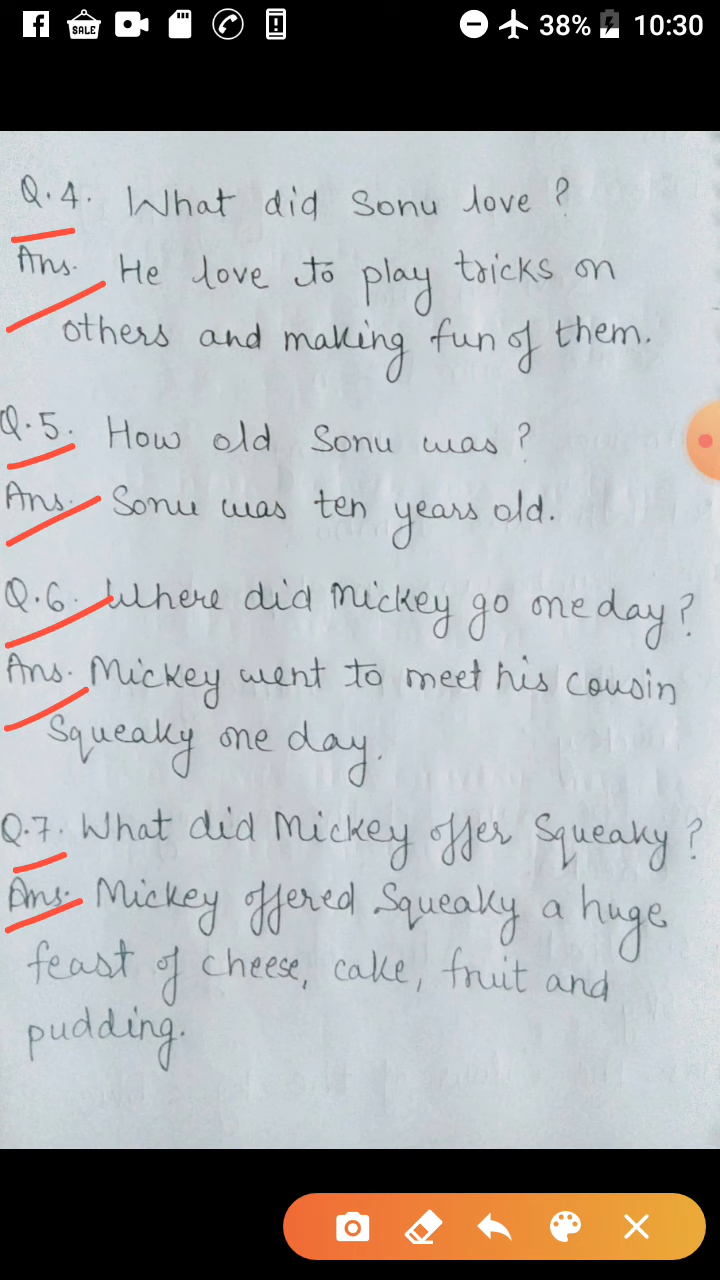 SALE
38%
10:30
Q.4. What did Sonu love ?
Ans. He love to play tricks on
others and making fun of them.
Q.5. How old Sonu was ?
Ans. Sonu was ten years old.
Q.6. Where did Mickey go one day ?
Ans. Mickey went to meet his cousin
Squeaky one day.
Q.7. What did Mickey offer Squeaky ?
Ans. Mickey offered Squeaky a huge
feast of cheese, cake, fruit and
pudding.